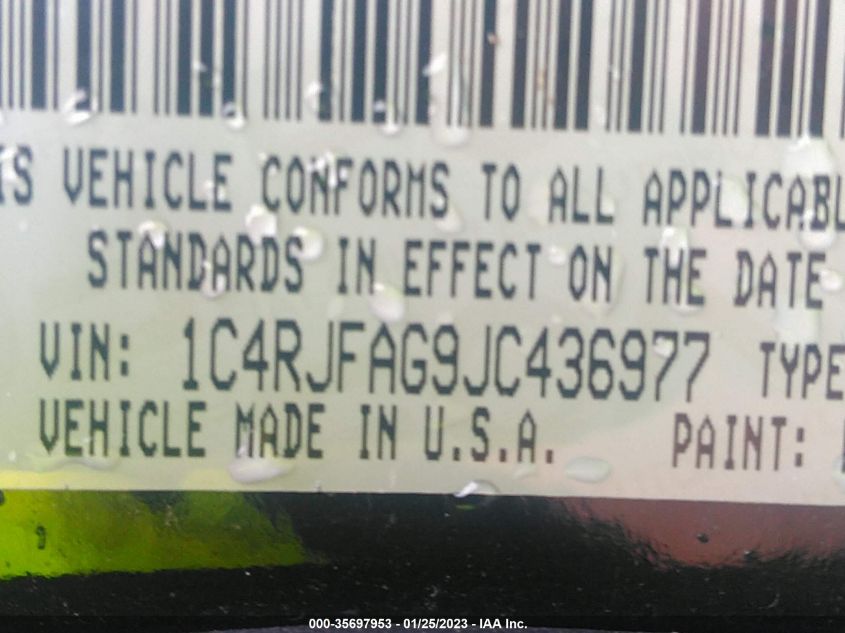 IS VEHICLE CONFORMS TO ALL APPLICABL
STANDARDS IN EFFECT ON THE DATE
VIN: 1C4RJFAG9JC436977 TYPE
VEHICLE MADE IN U.S.A. PAINT:
000-35697953 - 01/25/2023 - IAA Inc.